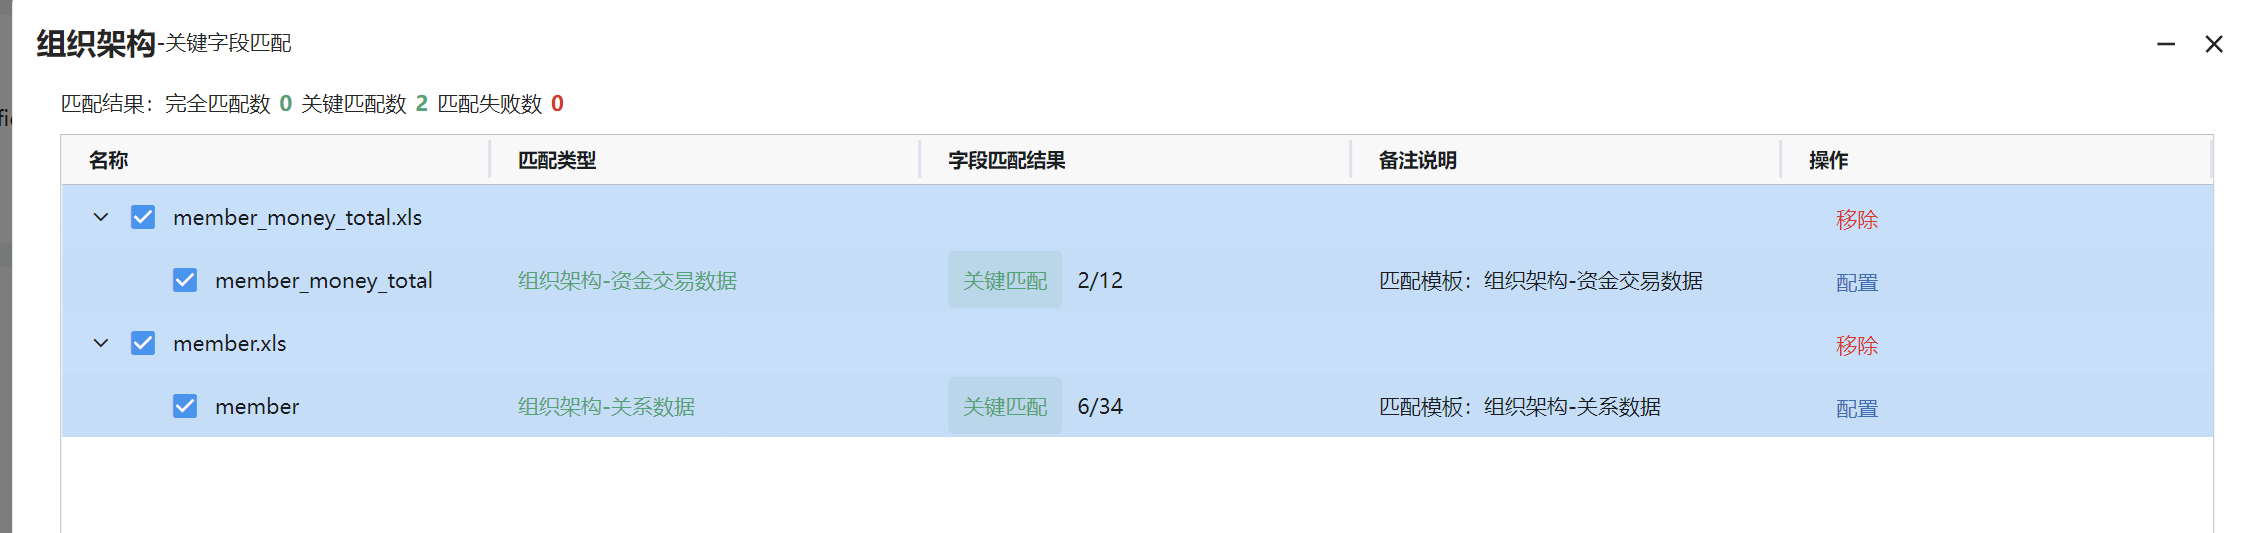 组织架构-关键字段匹配
匹配结果：完全匹配数 0 关键匹配数 2 匹配失败数 0
名称 匹配类型 字段匹配结果 备注说明 操作
member_money_total.xls 移除
member_money_total 组织架构-资金交易数据 关键匹配 2/12 匹配模板：组织架构-资金交易数据 配置
member.xls 移除
member 组织架构-关系数据 关键匹配 6/34 匹配模板：组织架构-关系数据 配置